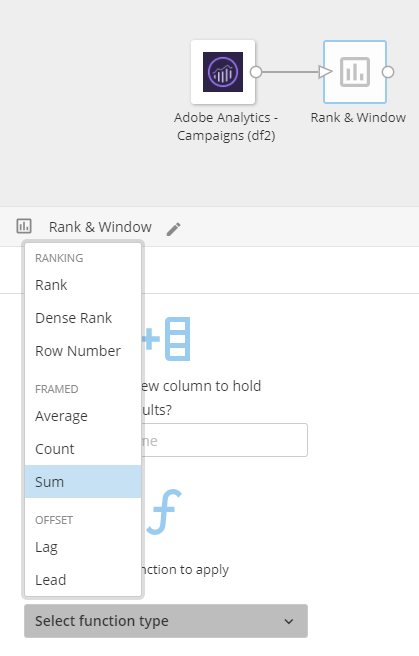 Adobe Analytics -
Campaigns (df2)
Rank & Window
Rank & Window
RANKING
Rank
Dense Rank
Row Number
ew column to hold
FRAMED
ults?
Average
me
Count
Sum
OFFSET
Lag
nction to apply
Lead
Select function type